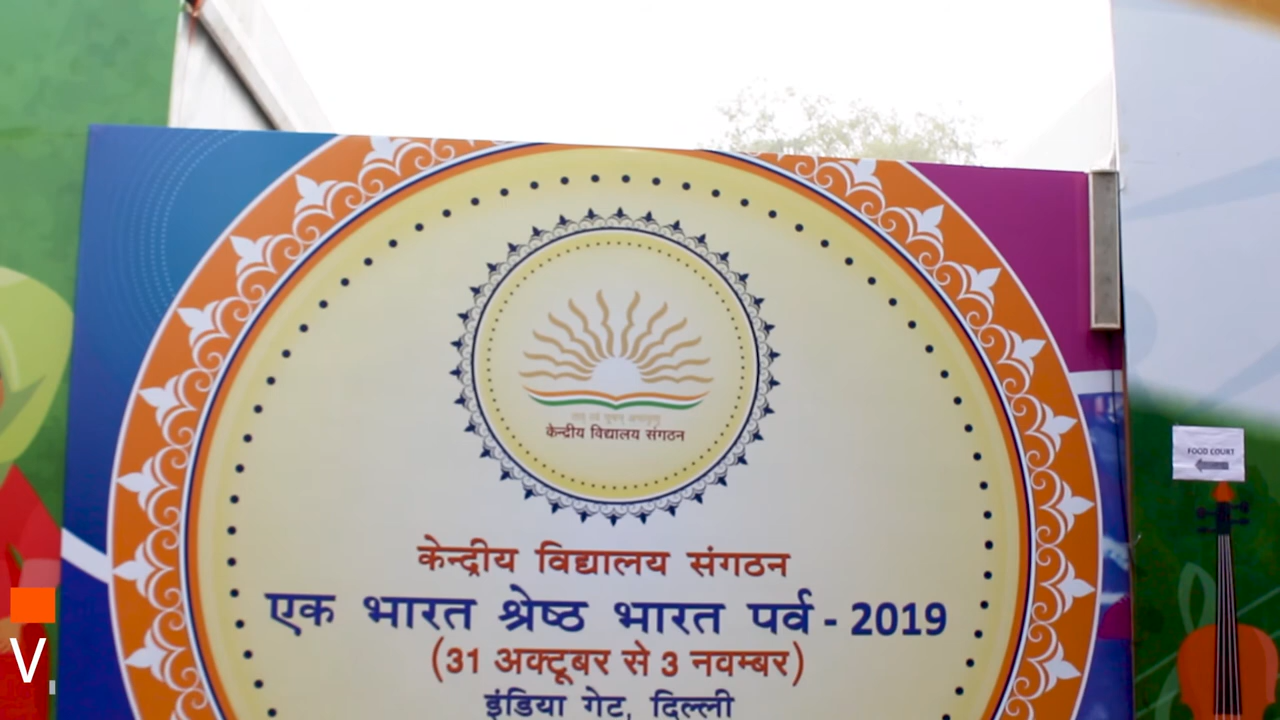 केन्द्रीय विद्यालय संगठन
केन्द्रीय विद्यालय संगठन
एक भारत श्रेष्ठ भारत पर्व - 2019
(31 अक्टूबर से 3 नवम्बर)
इंडिया गेट, दिल्ली
FOOD COURT
V